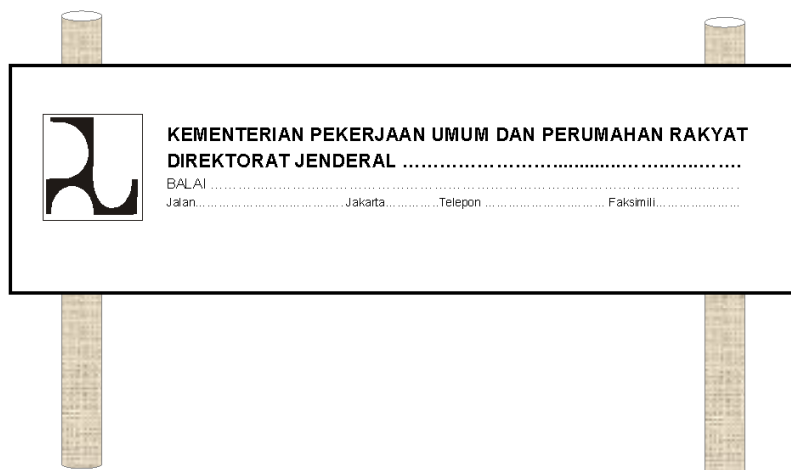 KEMENTERIAN PEKERJAAN UMUM DAN PERUMAHAN RAKYAT
DIREKTORAT JENDERAL ……………………............……..…..…….
BALAI ……………………………………………………………………………………
Jalan…………………………….. Jakarta…………..Telepon ………………………… Faksimili…………………